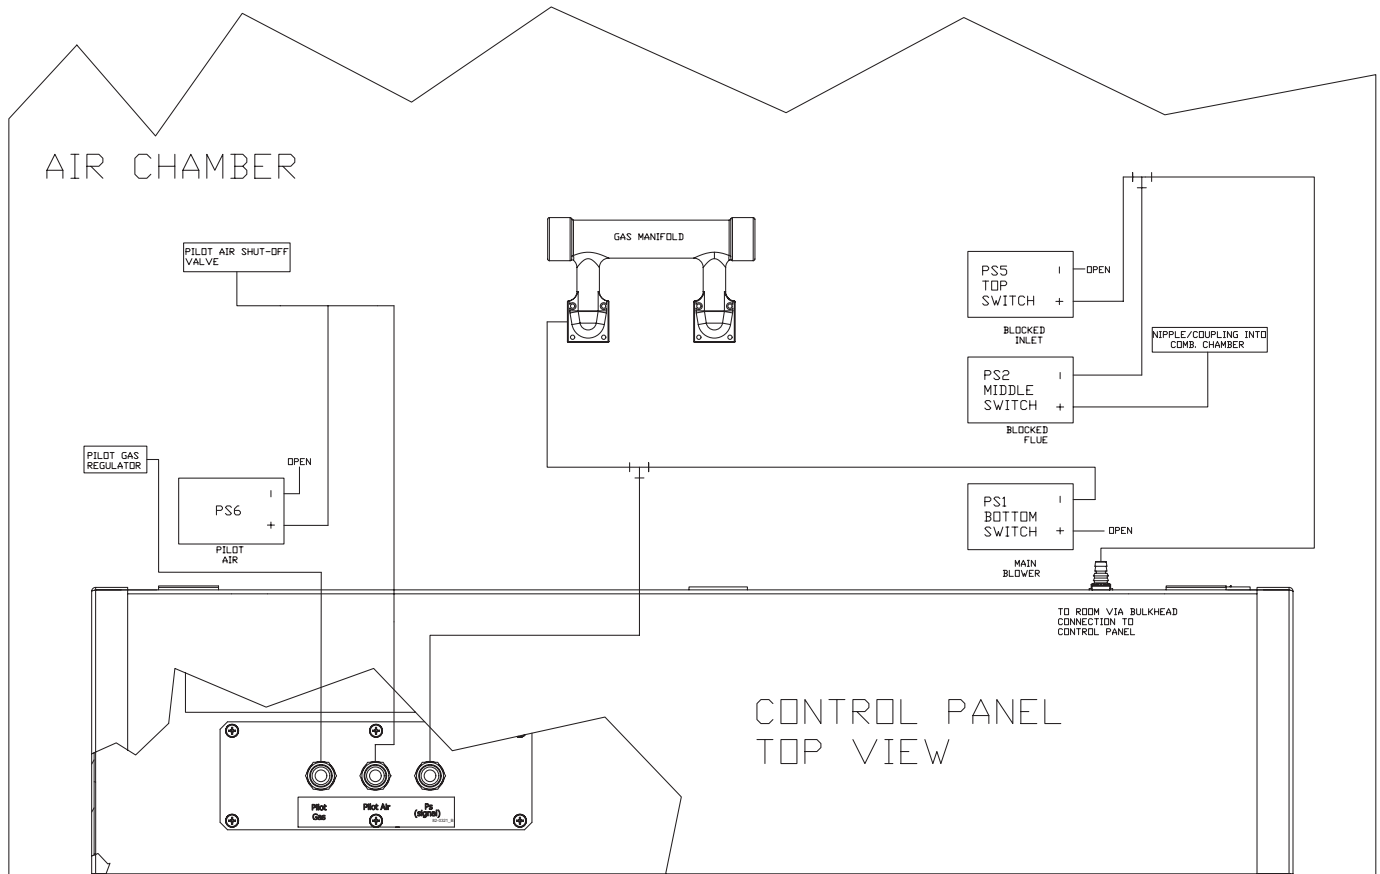 AIR CHAMBER
PILOT AIR SHUT-OFF
VALVE
GAS MANIFOLD
PS5
TOP
SWITCH
-
+
OPEN
BLOCKED
INLET
NIPPLE/COUPLING INTO
COMB. CHAMBER
PS2
MIDDLE
SWITCH
-
+
BLOCKED
FLUE
PILOT GAS
REGULATOR
OPEN
PS6
-
+
PILOT
AIR
PS1
BOTTOM
SWITCH
-
+
OPEN
MAIN
BLOWER
TO ROOM VIA BULKHEAD
CONNECTION TO
CONTROL PANEL
CONTROL PANEL
TOP VIEW
Pilot
Gas
Pilot Air
Ps
(signal)